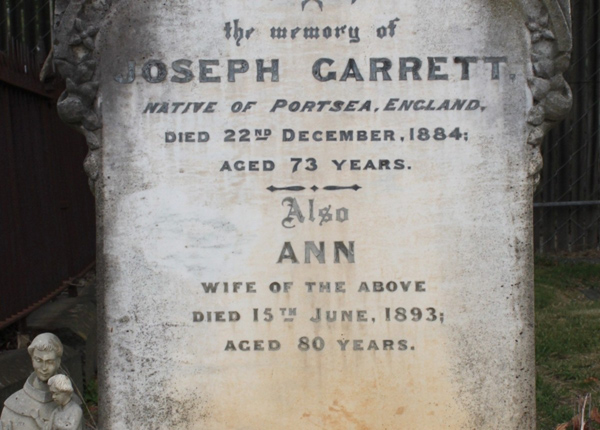 the memory of
JOSEPH GARRETT,
NATIVE OF PORTSEA, ENGLAND,
DIED 22ND DECEMBER, 1884;
AGED 73 YEARS.
Also
ANN
WIFE OF THE ABOVE
DIED 15TH JUNE, 1893;
AGED 80 YEARS.